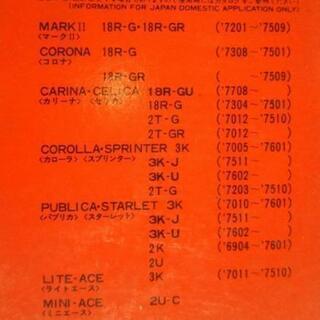 (INFORMATION FOR JAPAN DOMESTIC APPLICATION ONLY)
MARKⅡ 18R-G・18R-GR ('7201~'7509)
(マークⅡ)
CORONA 18R-G ('7308~'7501)
(コロナ)
18R-GR ( '7509)
CARINA・CELICA 18R-GU ('7708~ )
(カリーナ) (セリカ) 18R-G ('7304~'7501)
2T-G ('7012~'7510)
2T-GR ('7012~ )
COROLLA・SPRINTER 3K ('7005~'7601)
(カローラ) (スプリンター) 3K-J ('7511~ )
3K-U ('7602~ )
2T-G ('7203~'7510)
PUBLICA・STARLET 3K ('7010~'7601)
(パブリカ) (スターレット) 3K-J ('7511~ )
3K-U ('7602~ )
2K ('6904~'7601)
2U ( )
LITE-ACE 3K ('7011~'7510)
(ライトエース)
MINI-ACE 2U-C ( )
(ミニエース)